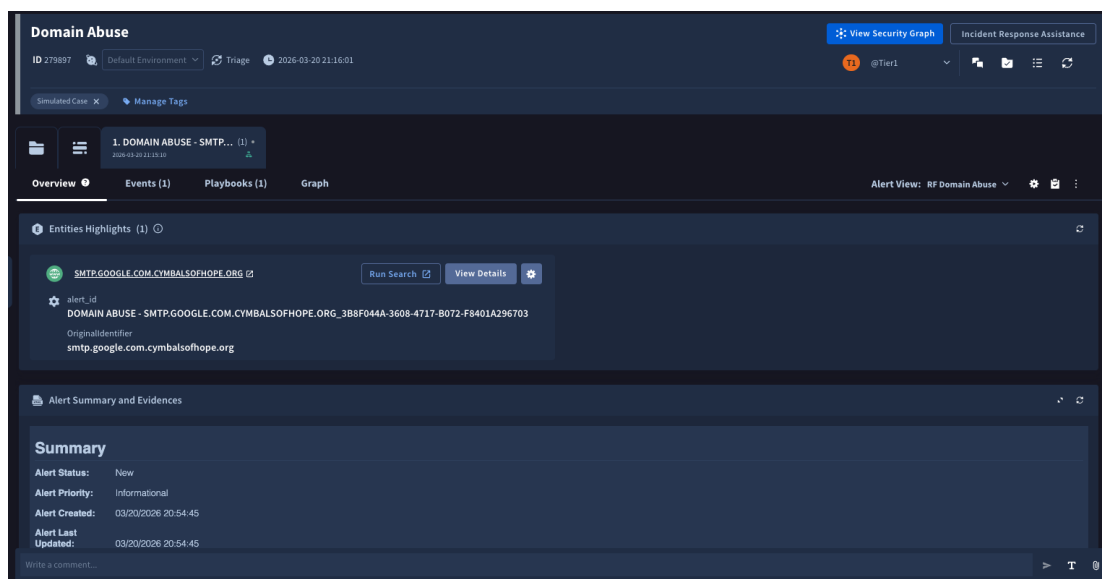 Domain Abuse
View Security Graph
Incident Response Assistance
ID 279897
Default Environment
Triage
2026-03-20 21:16:01
T1
@Tier1
Simulated Case X
Manage Tags
1. DOMAIN ABUSE - SMTP... (1)
2026-03-20 21:15:10
Overview
Events (1)
Playbooks (1)
Graph
Alert View: RF Domain Abuse
E
Entities Highlights (1)
SMTP.GOOGLE.COM.CYMBALSOFHOPE.ORG
Run Search
View Details
alert_id
DOMAIN ABUSE - SMTP.GOOGLE.COM.CYMBALSOFHOPE.ORG_3B8F044A-3608-4717-B072-F8401A296703
OriginalIdentifier
smtp.google.com.cymbalsofhope.org
Alert Summary and Evidences
Summary
Alert Status: New
Alert Priority: Informational
Alert Created: 03/20/2026 20:54:45
Alert Last
Updated: 03/20/2026 20:54:45
Write a comment...
T